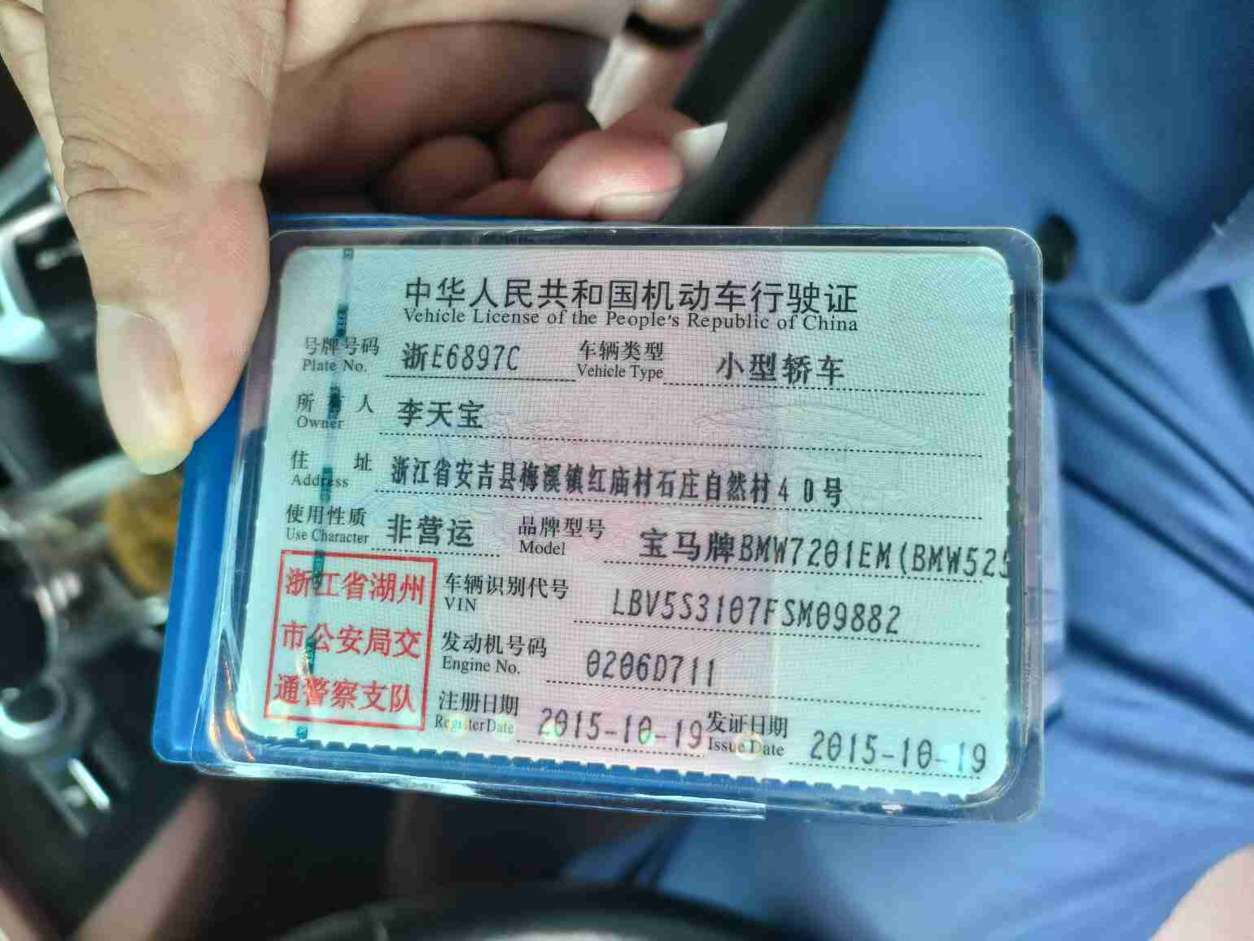 中华人民共和国机动车行驶证
Vehicle License of the People's Republic of China
号牌号码 浙E6897C 车辆类型 小型轿车
Plate No. Vehicle Type
所有人 李天宝
Owner
住址 浙江省安吉县梅溪镇红庙村石庄自然村40号
Address
使用性质 非营运 品牌型号 宝马牌BMW7201EM(BMW525
Use Character Model
浙江省湖州
市公安局交
通警察支队
车辆识别代号 LBV5S3107FSM09882
VIN
发动机号码 0206D711
Engine No.
注册日期 2015-10-19 发证日期 2015-10-19
Register Date Issue Date